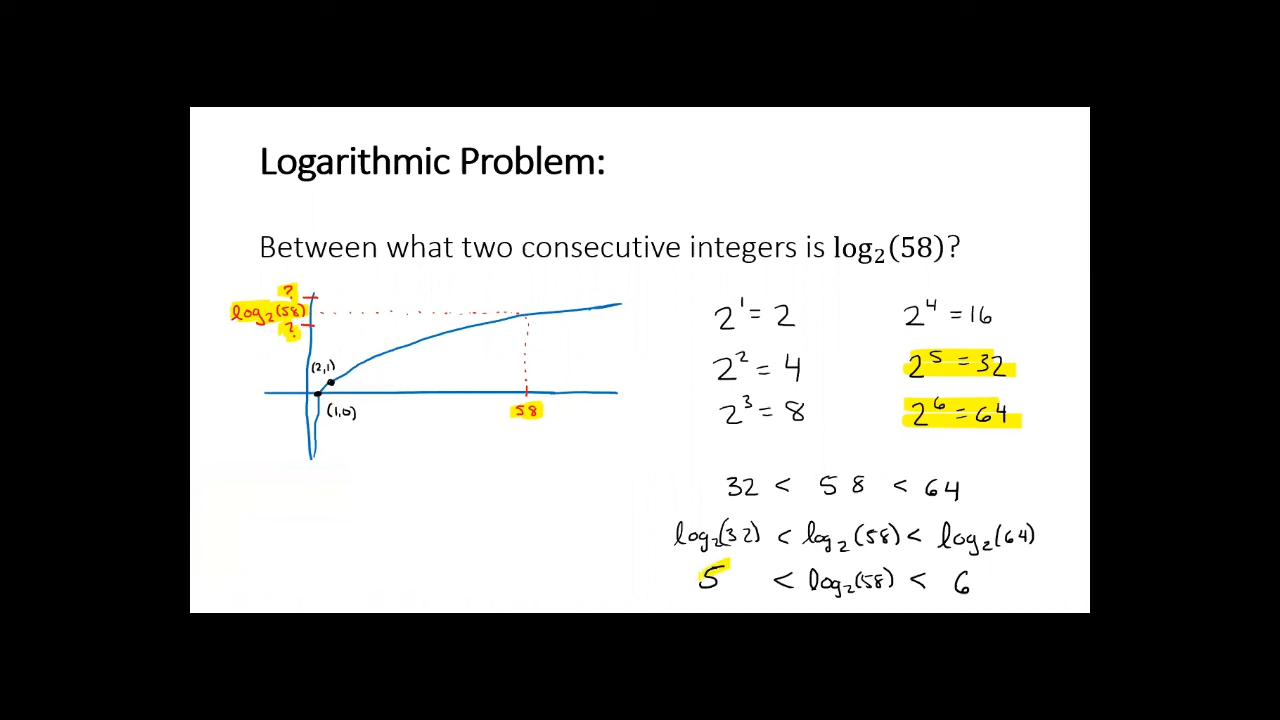 Logarithmic Problem:
Between what two consecutive integers is log₂(58)?
?
log₂(58)
?
(2,1)
(1,0)
58
2¹ = 2
2² = 4
2³ = 8
2⁴ = 16
2⁵ = 32
2⁶ = 64
32 < 58 < 64
log₂(32) < log₂(58) < log₂(64)
5 < log₂(58) < 6